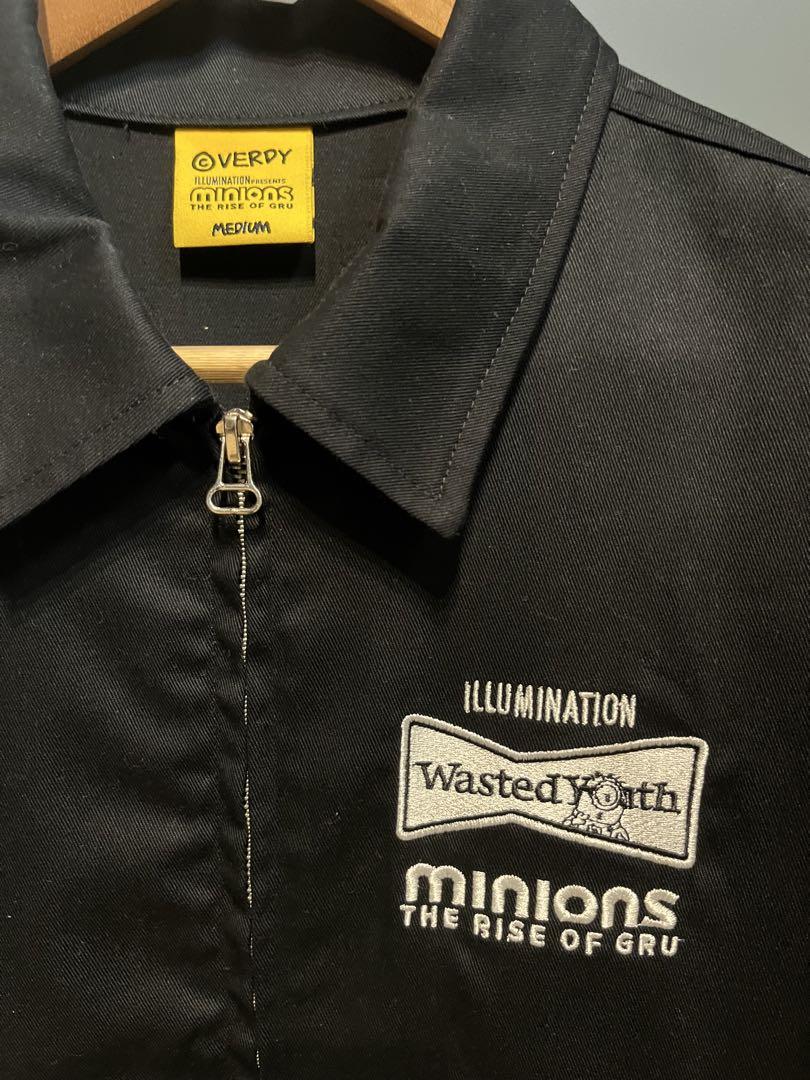 ©VERDY
ILLUMINATION PRESENTS
minions
THE RISE OF GRU
MEDIUM
ILLUMINATION
Wasted Youth
minions
THE RISE OF GRU